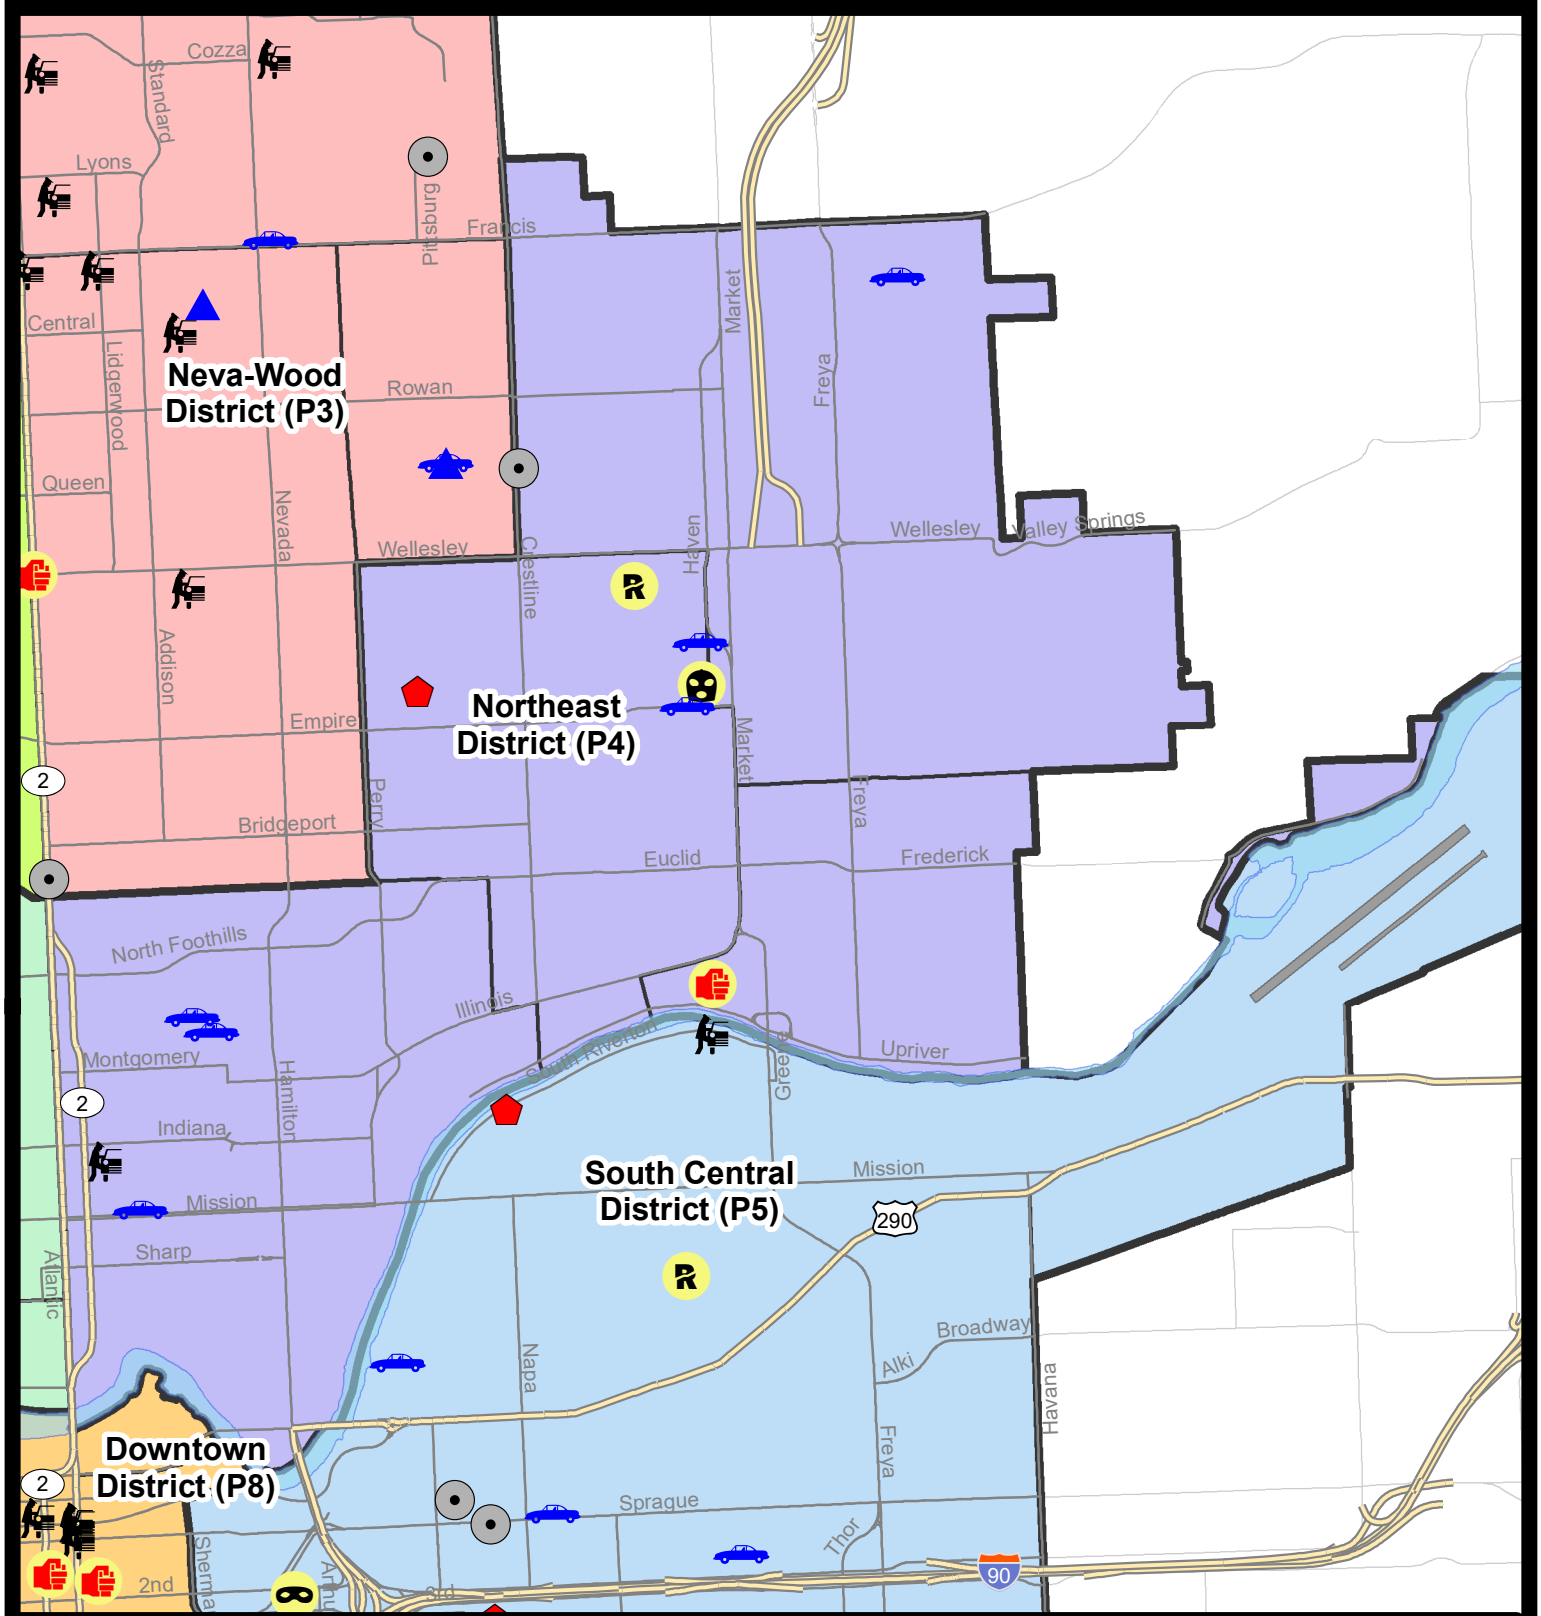 Cozza
Standard
Lyons
Pittsburg
Francis
Market
Central
Lidgerwood
Neva-Wood
District (P3)
Rowan
Freya
Queen
Nevada
Wellesley
Crestline
Haven
Wellesley
Valley Springs
Addison
Empire
Northeast
District (P4)
Market
2
Perry
Freya
Bridgeport
Euclid
Frederick
North Foothills
Illinois
South Riverton
Upriver
Montgomery
Hamilton
Greene
2
Indiana
South Central
District (P5)
Mission
Mission
290
Sharp
Atlantic
Broadway
Napa
Alki
Havana
Freya
Downtown
District (P8)
2
Sprague
Thor
Sherma
2nd
3rd
90
R
R